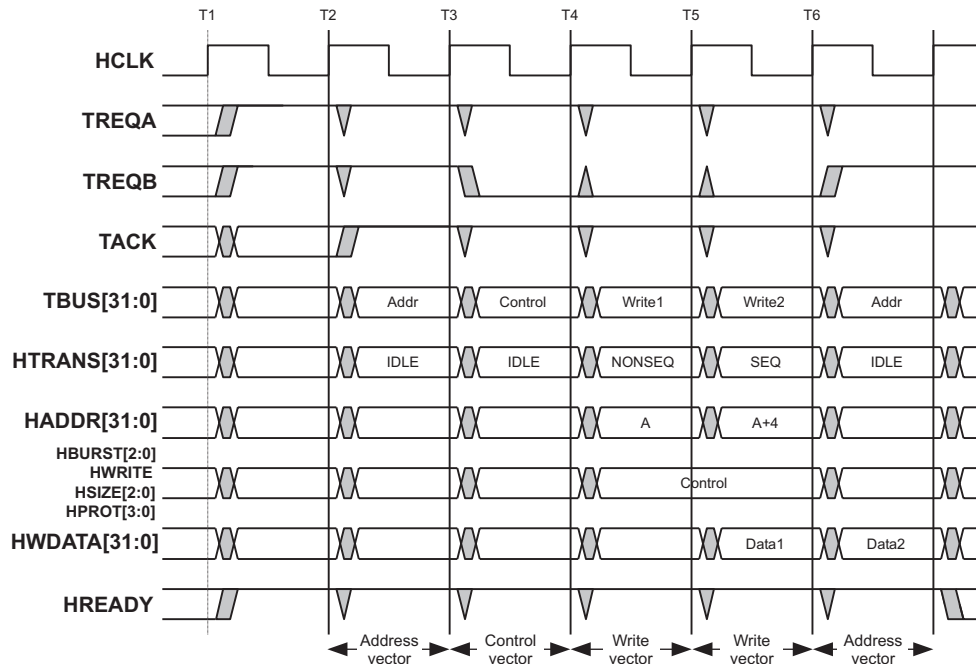 T1 T2 T3 T4 T5 T6
HCLK
TREQA
TREQB
TACK
TBUS[31:0] Addr Control Write1 Write2 Addr
HTRANS[31:0] IDLE IDLE NONSEQ SEQ IDLE
HADDR[31:0] A A+4
HBURST[2:0]
HWRITE
HSIZE[2:0]
HPROT[3:0]
Control
HWDATA[31:0] Data1 Data2
HREADY
Address Control Write Write Address
vector vector vector vector vector